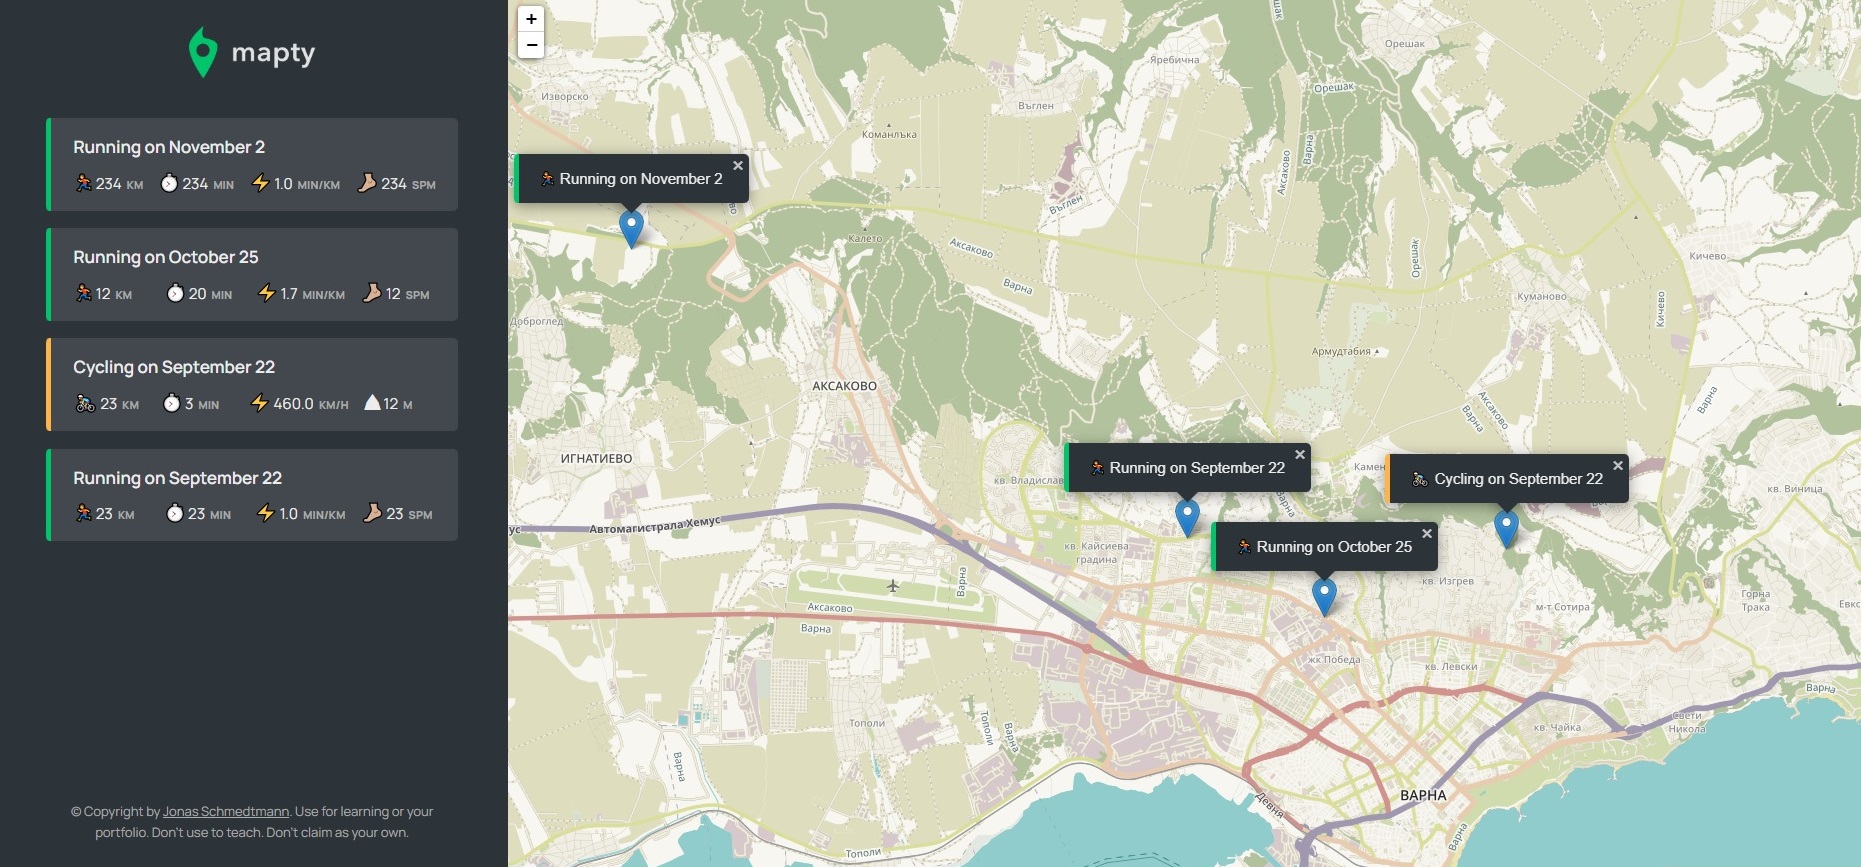 mapty
Running on November 2
234 KM 234 MIN 1.0 MIN/KM 234 SPM
Running on October 25
12 KM 20 MIN 1.7 MIN/KM 12 SPM
Cycling on September 22
23 KM 3 MIN 460.0 KM/H 12 M
Running on September 22
23 KM 23 MIN 1.0 MIN/KM 23 SPM
© Copyright by Jonas Schmedtmann. Use for learning or your
portfolio. Don't use to teach. Don't claim as your own.
+
−
Орешак
Яребична
Орешак
Изворско
Въглен
Команлъка
Варна
Аксаково
Running on November 2
Въглен
Калето
Аксаково
Варна
Орешак
Кичево
Куманово
Кичево
Доброглед
Армудтабия
АКСАКОВО
Варна
Аксаково
Варна
ИГНАТИЕВО
кв. Владислав
Running on September 22
Камен
Cycling on September 22
кв. Виница
Варна
Автомагистрала Хемус
кв. Кайсиева
градина
Running on October 25
кв. Изгрев
Варна
Аксаково
Варна
м-т Сотира
Горна
Трака
Евкс
жк Победа
кв. Левски
Варна
Тополи
Тополи
Варна
Варна
кв. Чайка
Свети
Никола
Девня
ВАРНА
Варна
Тополи